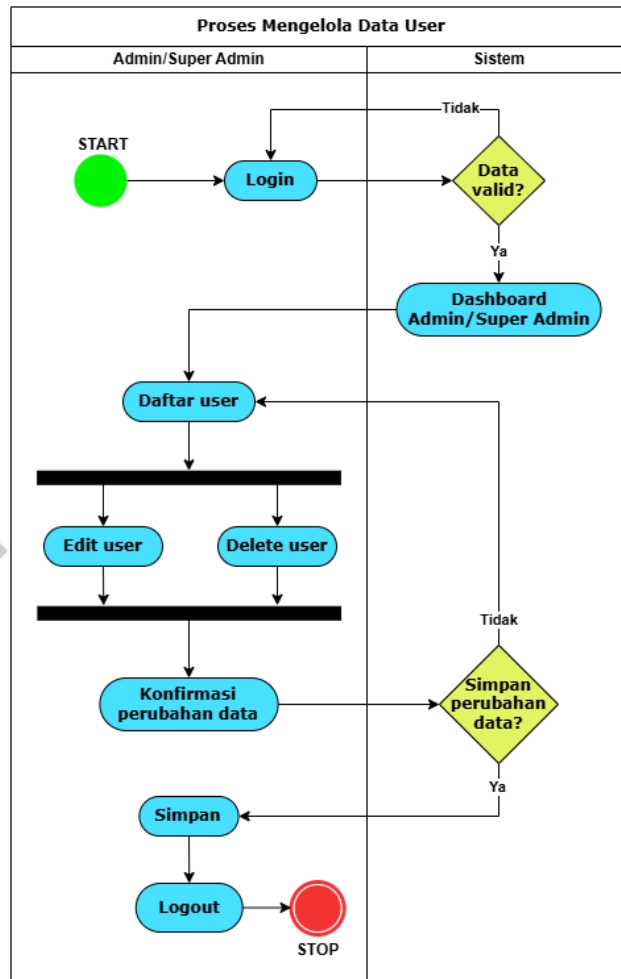 Proses Mengelola Data User
Admin/Super Admin
Sistem
Tidak
START
Login
Data
valid?
Ya
Dashboard
Admin/Super Admin
Daftar user
Edit user
Delete user
Tidak
Konfirmasi
perubahan data
Simpan
perubahan
data?
Ya
Simpan
Logout
STOP